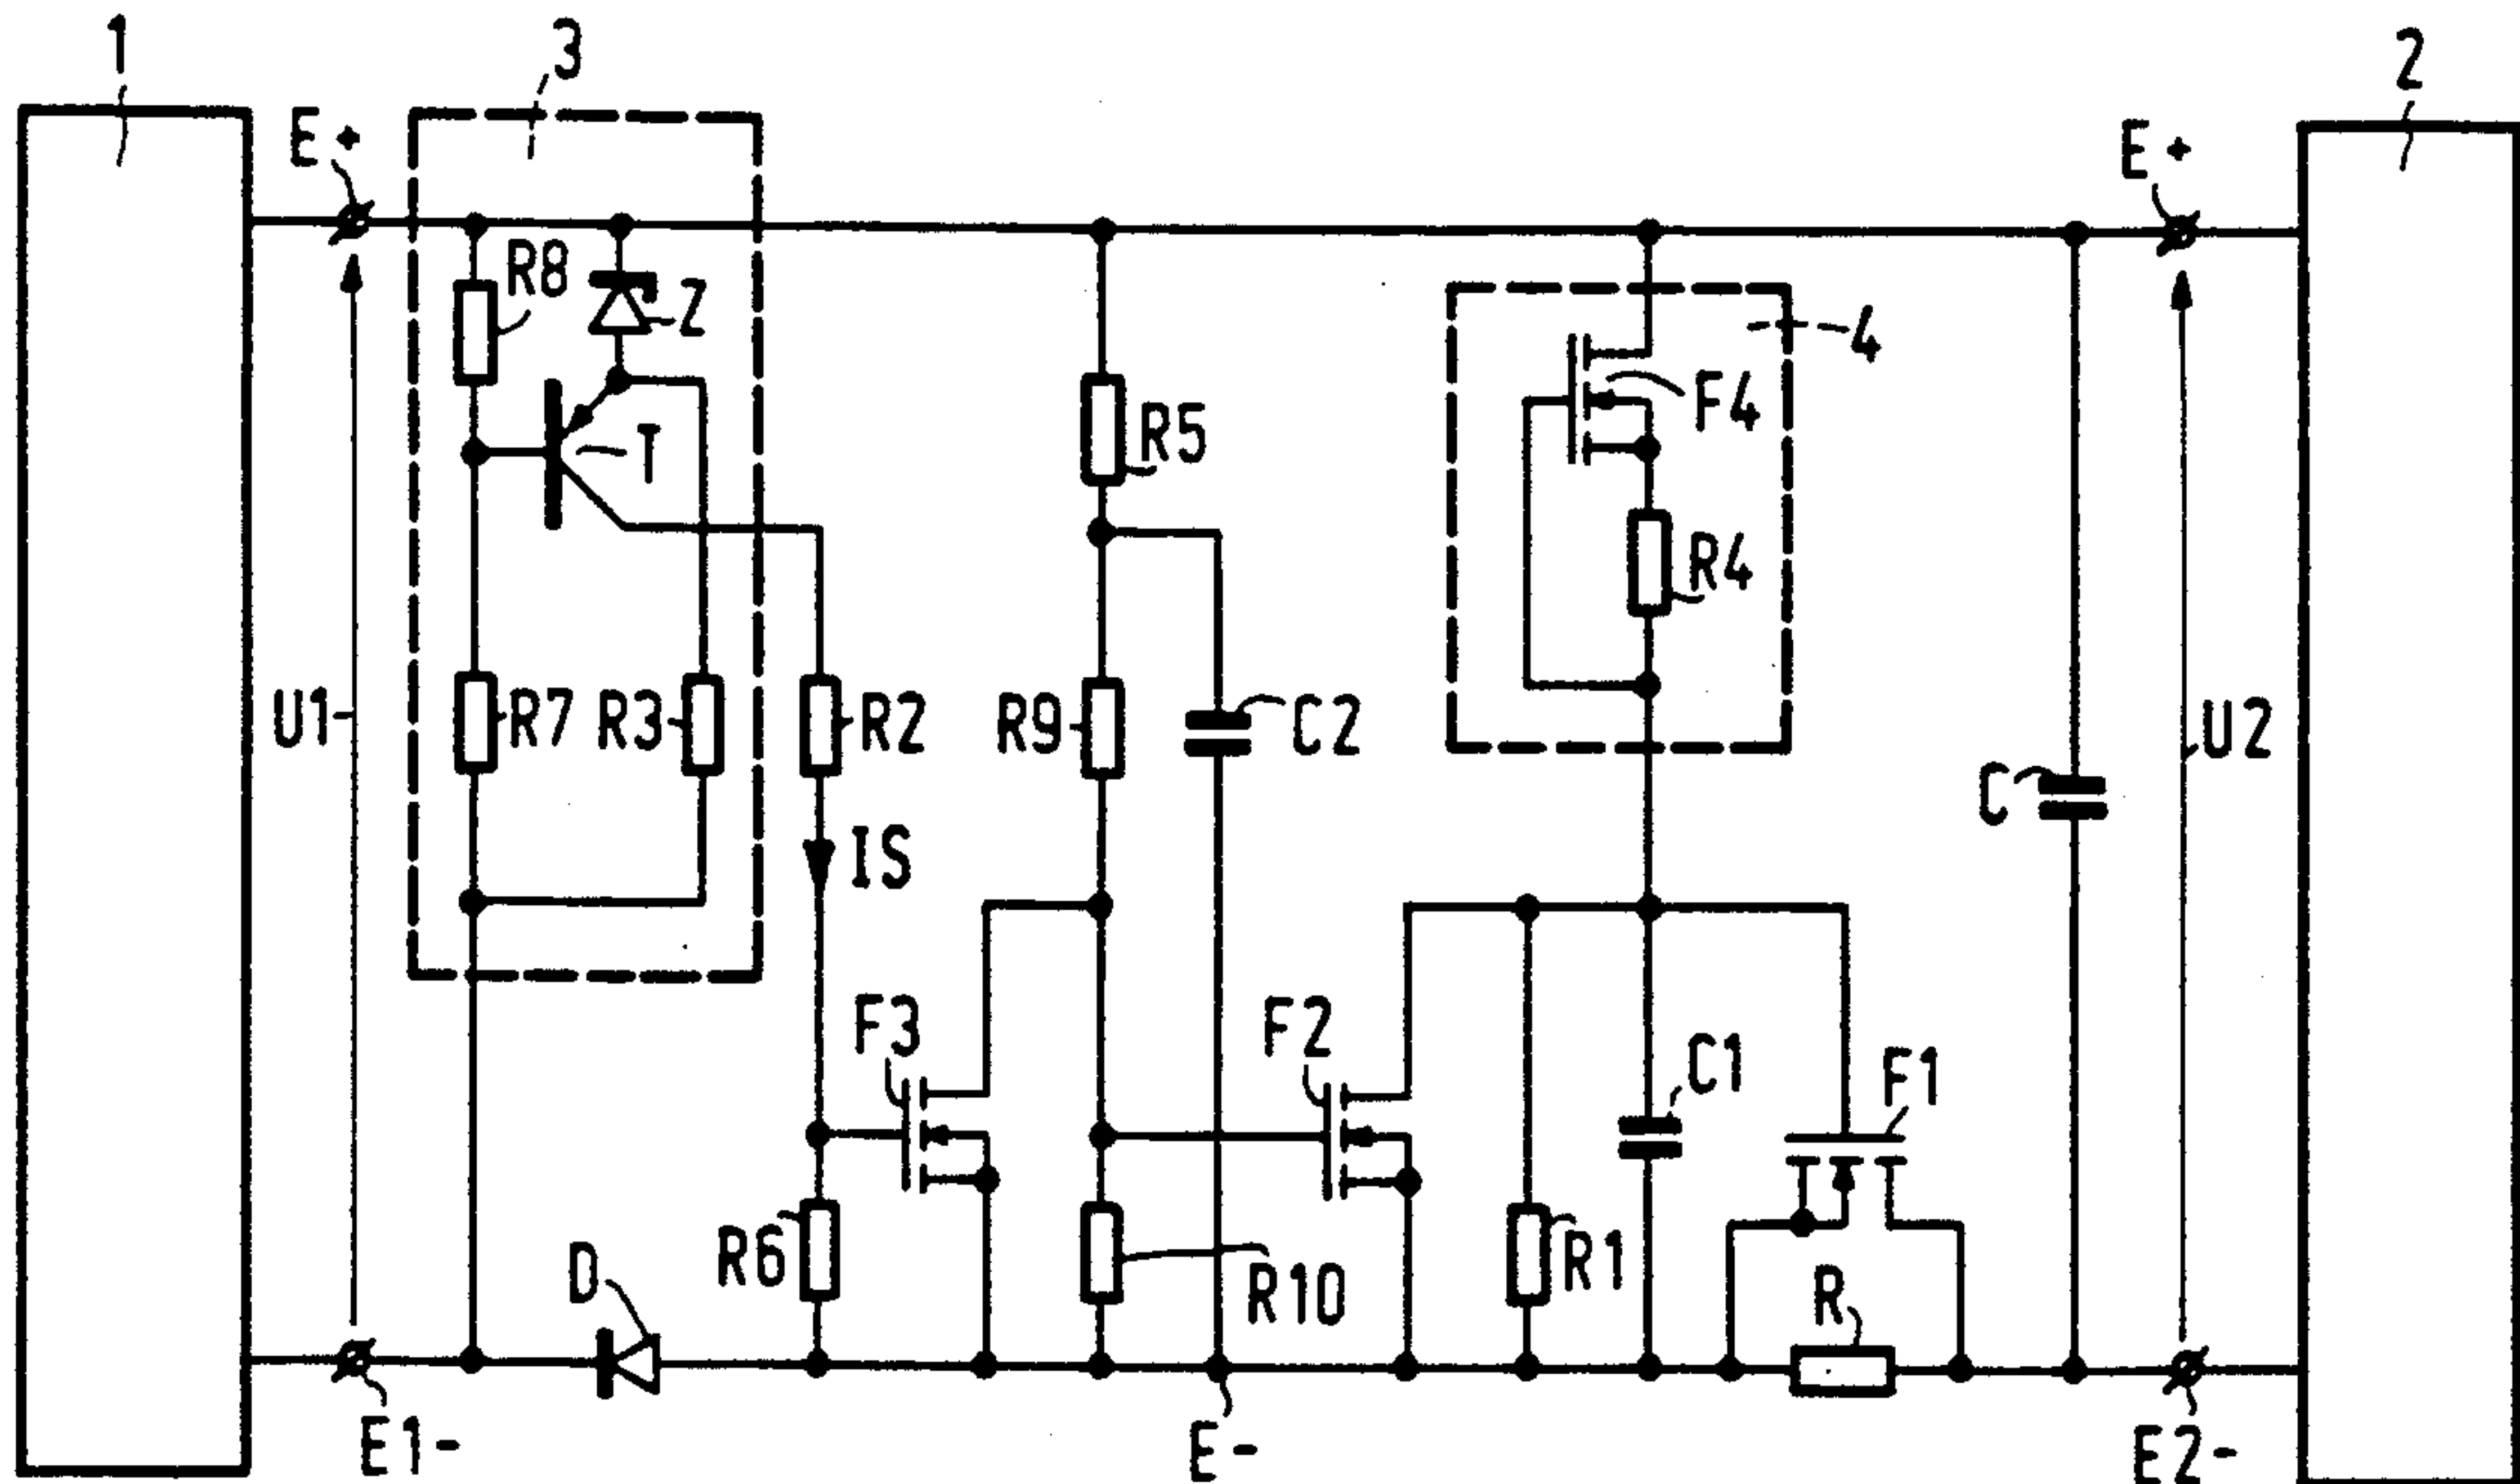 1
3
2
E+
E+
R8
Z
4
F4
T
R5
R4
U1
R7
R3
R2
R9
C2
C
U2
IS
F3
F2
C1
F1
D
R6
R10
R1
R
E1-
E-
E2-